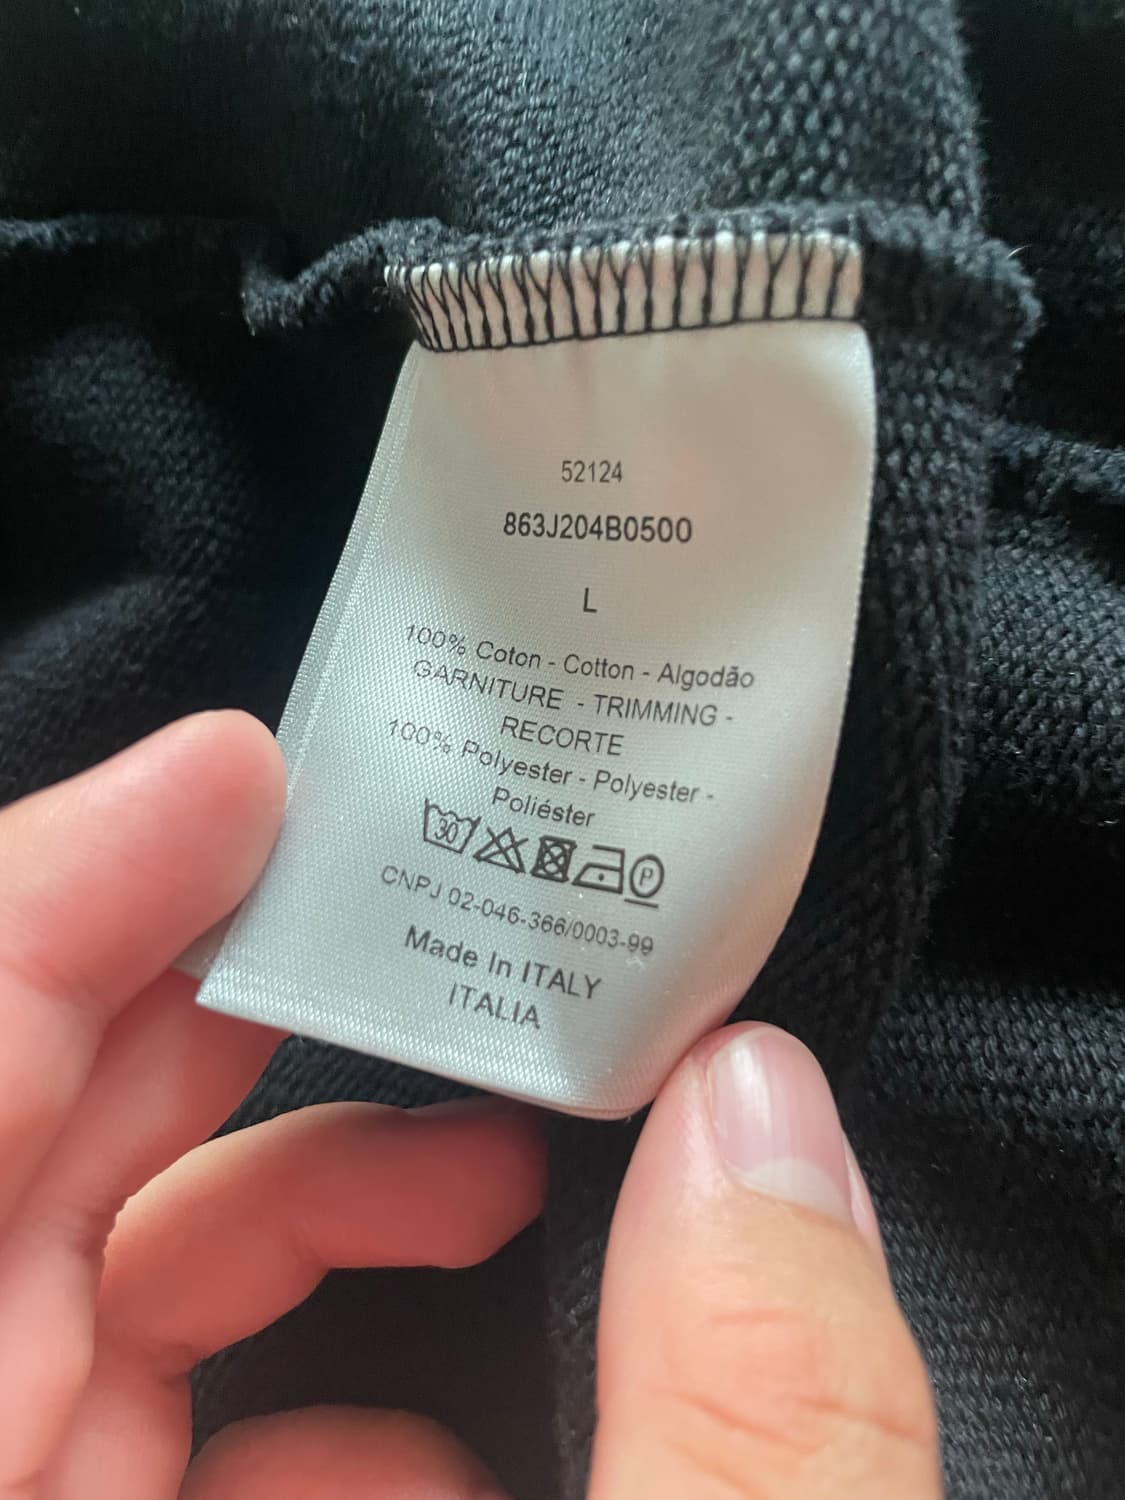 52124
863J204B0500
L
100% Coton - Cotton - Algodão
GARNITURE - TRIMMING -
RECORTE
100% Polyester - Polyester -
Poliéster
30 P
CNPJ 02-046-366/0003-99
Made In ITALY
ITALIA